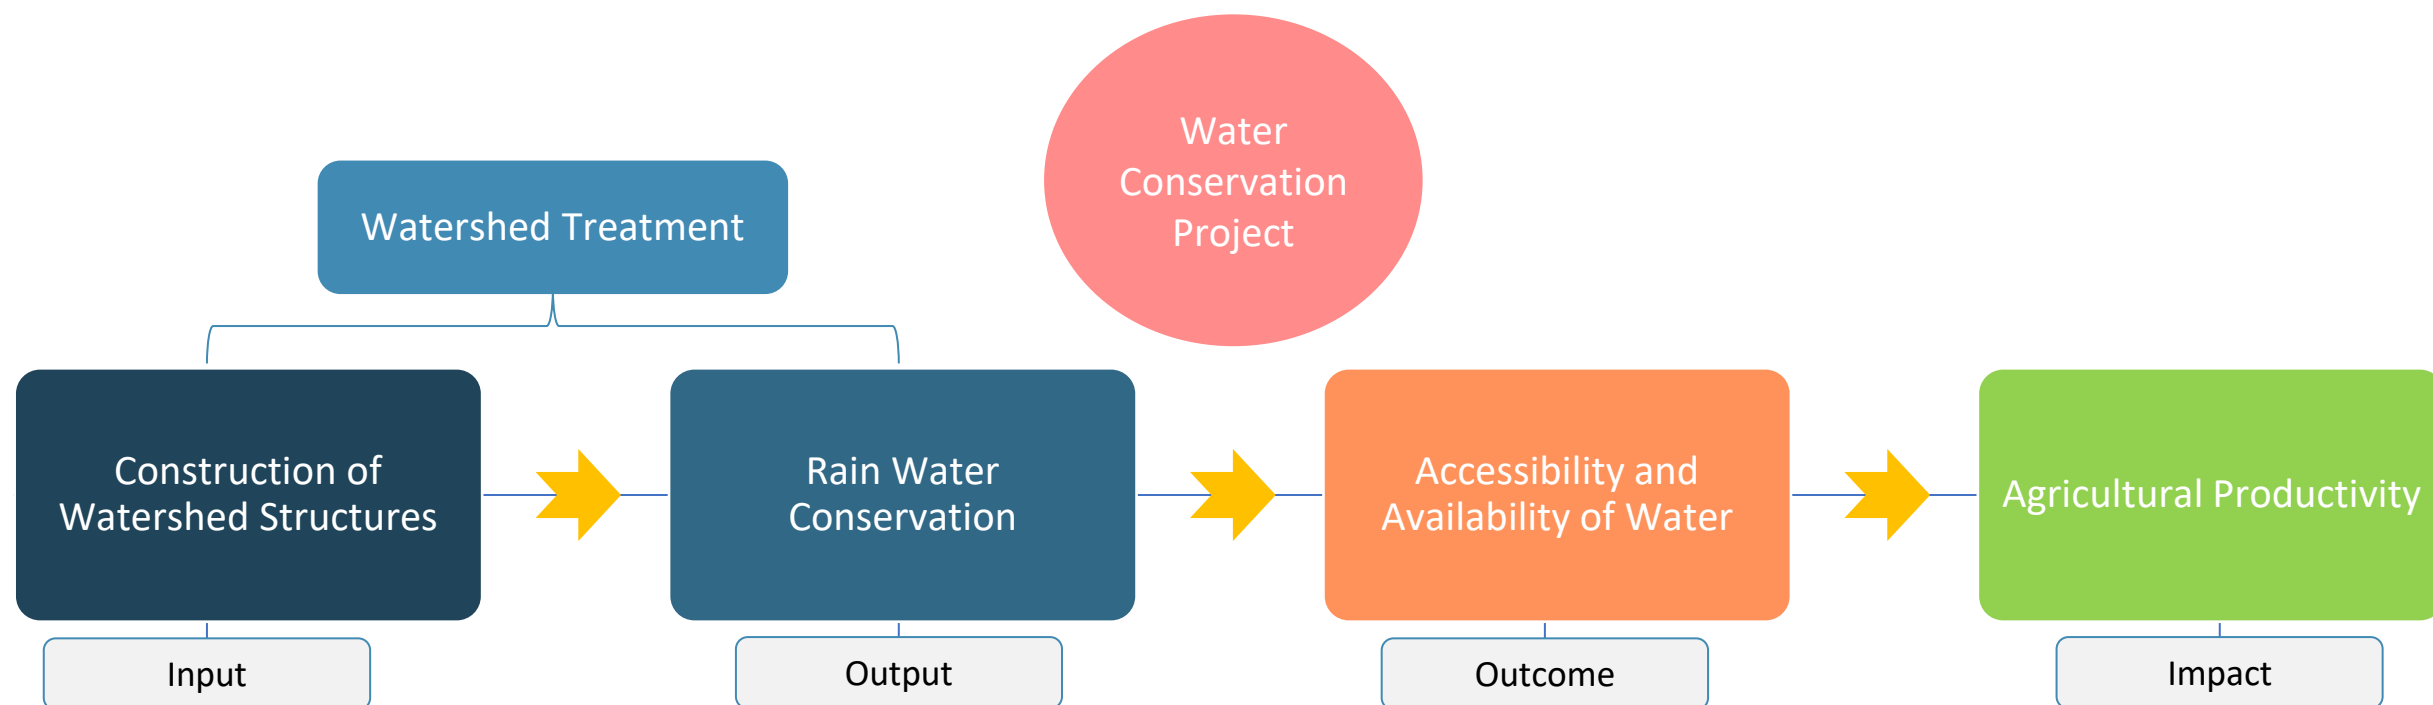 Water
Conservation
Project
Watershed Treatment
Construction of
Watershed Structures
Rain Water
Conservation
Accessibility and
Availability of Water
Agricultural Productivity
Input
Output
Outcome
Impact